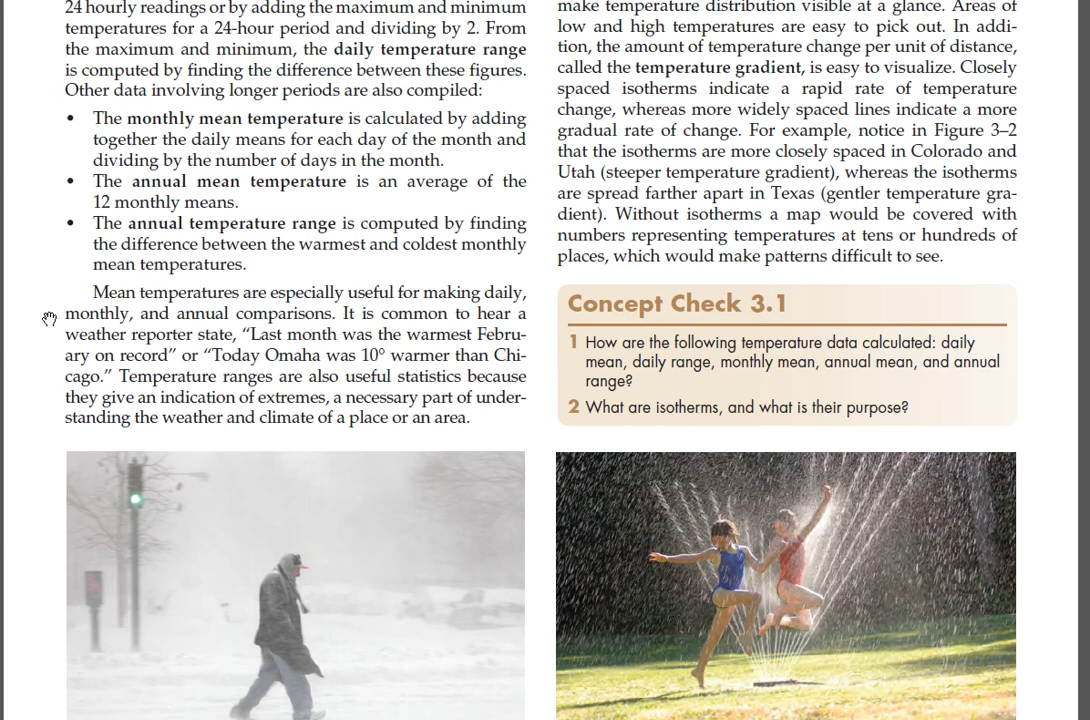 24 hourly readings or by adding the maximum and minimum
temperatures for a 24-hour period and dividing by 2. From
the maximum and minimum, the daily temperature range
is computed by finding the difference between these figures.
Other data involving longer periods are also compiled:
• The monthly mean temperature is calculated by adding
together the daily means for each day of the month and
dividing by the number of days in the month.
• The annual mean temperature is an average of the
12 monthly means.
• The annual temperature range is computed by finding
the difference between the warmest and coldest monthly
mean temperatures.
Mean temperatures are especially useful for making daily,
monthly, and annual comparisons. It is common to hear a
weather reporter state, “Last month was the warmest Febru-
ary on record” or “Today Omaha was 10° warmer than Chi-
cago.” Temperature ranges are also useful statistics because
they give an indication of extremes, a necessary part of under-
standing the weather and climate of a place or an area.
make temperature distribution visible at a glance. Areas of
low and high temperatures are easy to pick out. In addi-
tion, the amount of temperature change per unit of distance,
called the temperature gradient, is easy to visualize. Closely
spaced isotherms indicate a rapid rate of temperature
change, whereas more widely spaced lines indicate a more
gradual rate of change. For example, notice in Figure 3–2
that the isotherms are more closely spaced in Colorado and
Utah (steeper temperature gradient), whereas the isotherms
are spread farther apart in Texas (gentler temperature gra-
dient). Without isotherms a map would be covered with
numbers representing temperatures at tens or hundreds of
places, which would make patterns difficult to see.
Concept Check 3.1
1 How are the following temperature data calculated: daily
mean, daily range, monthly mean, annual mean, and annual
range?
2 What are isotherms, and what is their purpose?